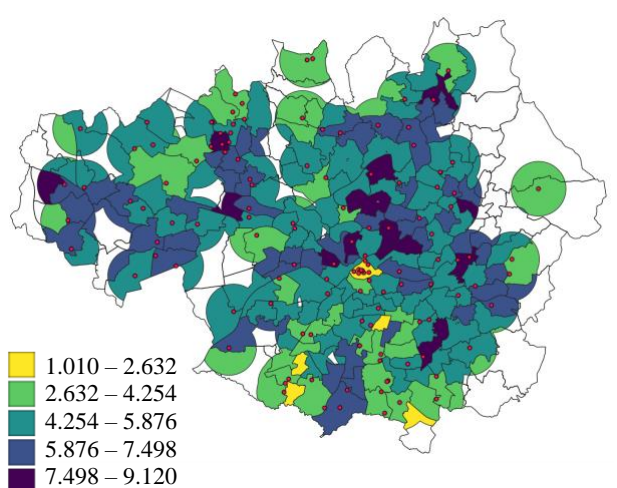 1.010 – 2.632
2.632 – 4.254
4.254 – 5.876
5.876 – 7.498
7.498 – 9.120